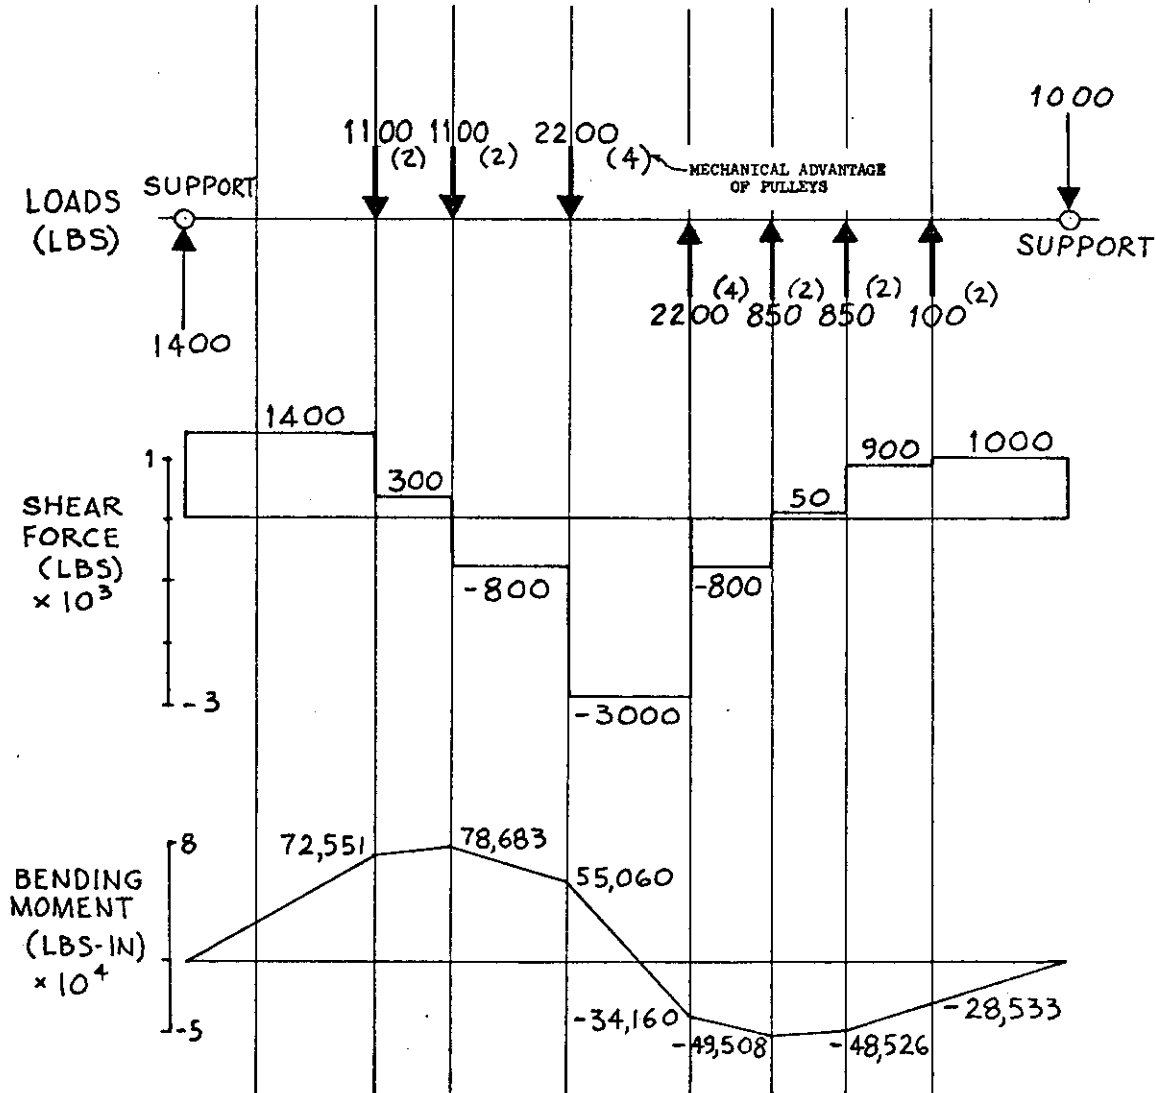 1000
1100 1100 2200
(2) (2) (4)
MECHANICAL ADVANTAGE
OF PULLEYS
SUPPORT
LOADS
(LBS)
SUPPORT
(4) (2) (2) (2)
2200 850 850 100
1400
1400
1
300
50
900
1000
SHEAR
FORCE
(LBS)
× 10³
-800
-800
-3
-3000
8
72,551
78,683
55,060
BENDING
MOMENT
(LBS-IN)
× 10⁴
-5
-34,160
-49,508
-48,526
-28,533